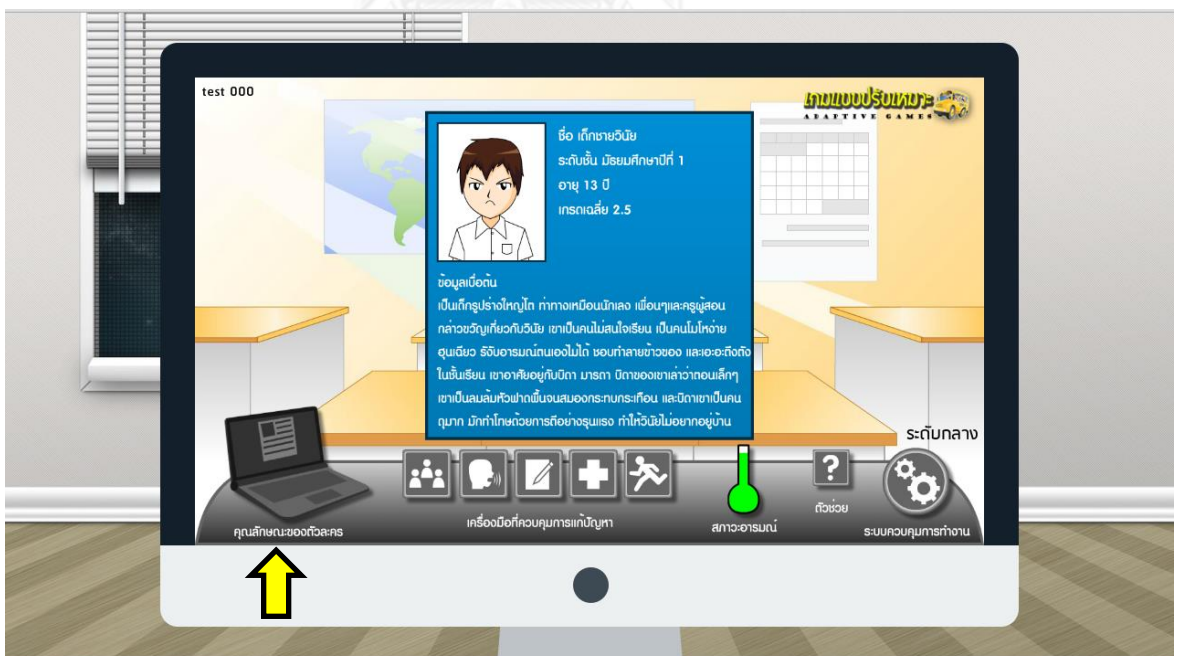 test 000
เกมแบบปรับเหมาะ
ADAPTIVE GAMES
ชื่อ เด็กชายวินัย
ระดับชั้น มัธยมศึกษาปีที่ 1
อายุ 13 ปี
เกรดเฉลี่ย 2.5
ข้อมูลเบื้อต้น
เป็นเด็กรูปร่างใหญ่โต ท่าทางเหมือนนักเลง เพื่อนๆและครูผู้สอน
กล่าวขวัญเกี่ยวกับวินัย เขาเป็นคนไม่สนใจเรียน เป็นคนโมโหง่าย
ฉุนเฉียว รังับอารมณ์ตนเองไม่ได้ ชอบทำลายข้าวของ และเอะอะตึงตัง
ในชั้นเรียน เขาอาศัยอยู่กับบิดา มารดา บิดาของเขาเล่าว่าตอนเล็กๆ
เขาเป็นลมล้มหัวฟาดพื้นจนสมองกระทบกระเทือน และบิดาเขาเป็นคน
ดุมาก มักทำโทษด้วยการตีอย่างรุนแรง ทำให้วินัยไม่อยากอยู่บ้าน
ระดับกลาง
คุณลักษณะของตัวละคร
เครื่องมือที่ควบคุมการแก้ปัญหา
สภาวะอารมณ์
?
ตัวช่วย
ระบบควบคุมการทำงาน